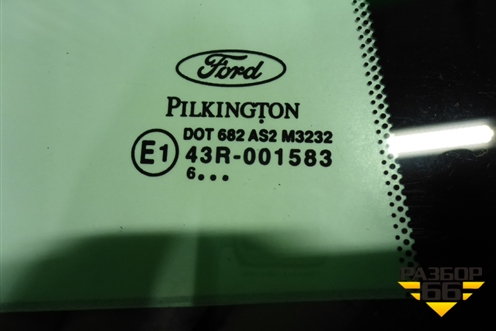 Ford
PILKINGTON
DOT 682 AS2 M3232
E1 43R-001583
6...
РАЗБОР
66